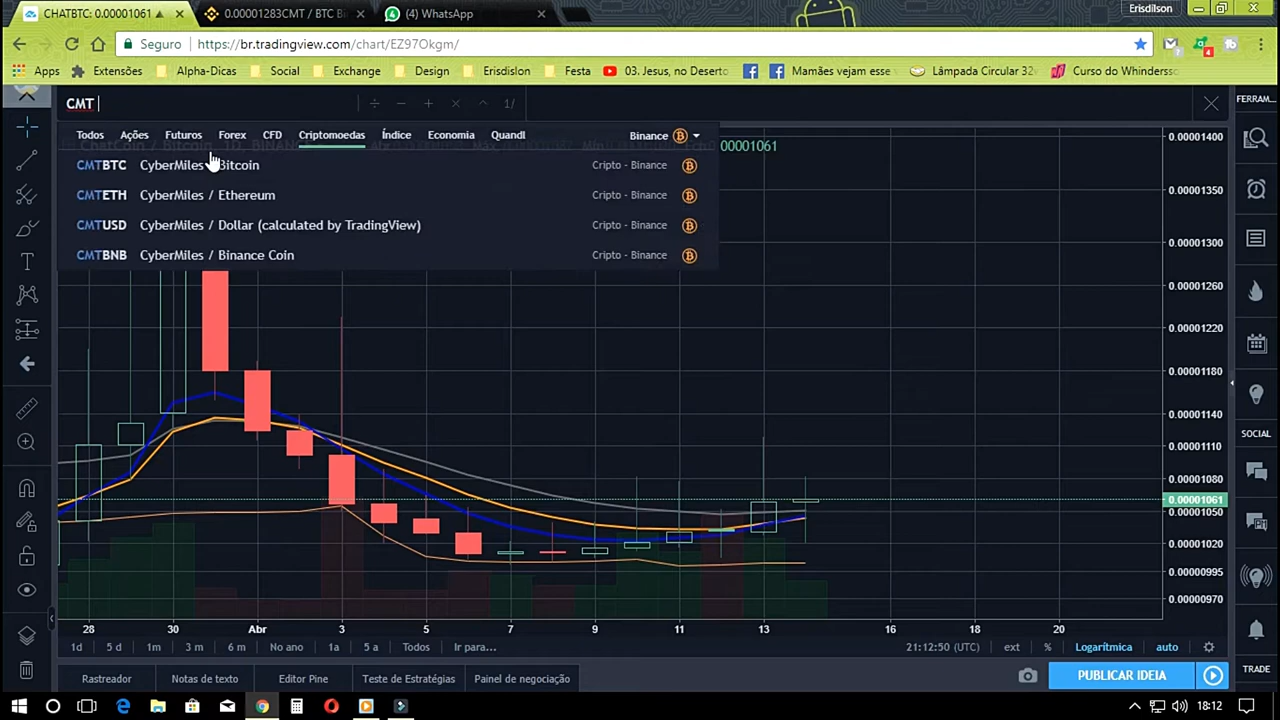 CHATBTC: 0.00001061 ▲
0.00001283CMT / BTC Bi
(4) WhatsApp
Erisdilson
Seguro
https://br.tradingview.com/chart/EZ97Okgm/
Apps Extensões Alpha-Dicas Social Exchange Design Erisdislon Festa 03. Jesus, no Deserto Mamães vejam esse v Lâmpada Circular 32 Curso do Whinderss
CMT
1/
FERRAM...
Todos Ações Futuros Forex CFD Criptomoedas Índice Economia Quandl Binance
0.00001061
CMTBTC CyberMiles / Bitcoin Cripto - Binance
CMTETH CyberMiles / Ethereum Cripto - Binance
CMTUSD CyberMiles / Dollar (calculated by TradingView) Cripto - Binance
CMTBNB CyberMiles / Binance Coin Cripto - Binance
0.00001400
0.00001350
0.00001300
0.00001260
0.00001220
0.00001180
0.00001140
0.00001110
0.00001080
0.00001061
0.00001050
0.00001020
0.00000995
0.00000970
SOCIAL
TRADE
28 30 Abr 3 5 7 9 11 13 16 18 20
1d 5 d 1m 3 m 6 m No ano 1a 5 a Todos Ir para... 21:12:50 (UTC) ext % Logarítmica auto
Rastreador Notas de texto Editor Pine Teste de Estratégias Painel de negociação PUBLICAR IDEIA
18:12